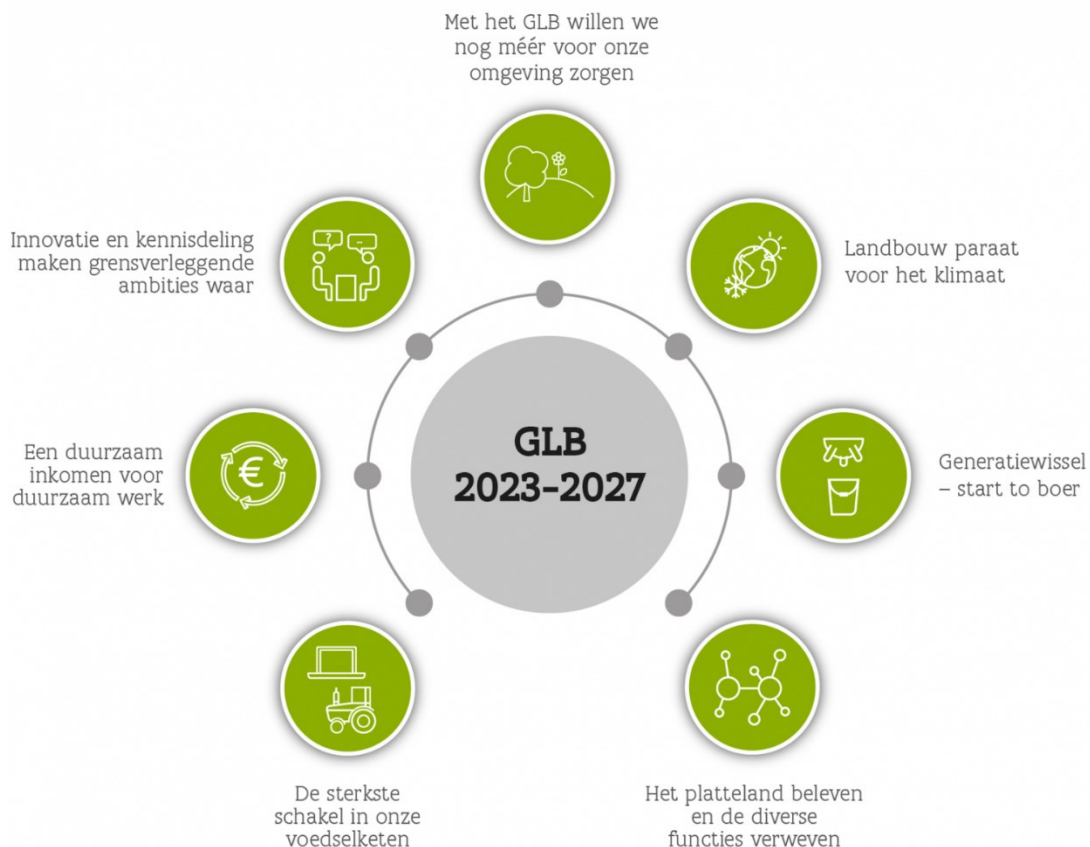 Met het GLB willen we
nog méér voor onze
omgeving zorgen
Innovatie en kennisdeling
maken grensverleggende
ambities waar
?
...
Landbouw paraat
voor het klimaat
Een duurzaam
inkomen voor
duurzaam werk
€
GLB
2023-2027
Generatiewissel
– start to boer
De sterkste
schakel in onze
voedselketen
Het platteland beleven
en de diverse
functies verweven